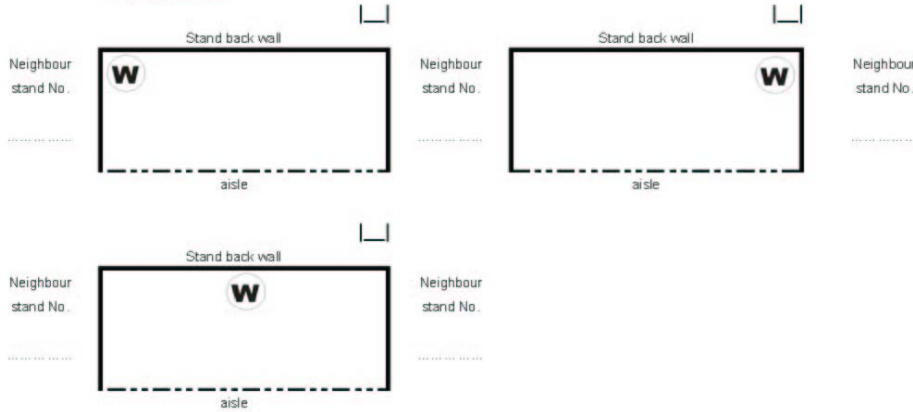 Stand back wall
Stand back wall
Neighbour
stand No.
W
Neighbour
stand No.
W
Neighbour
stand No.
……………
……………
……………
aisle
aisle
Stand back wall
Neighbour
stand No.
W
Neighbour
stand No.
……………
……………
aisle